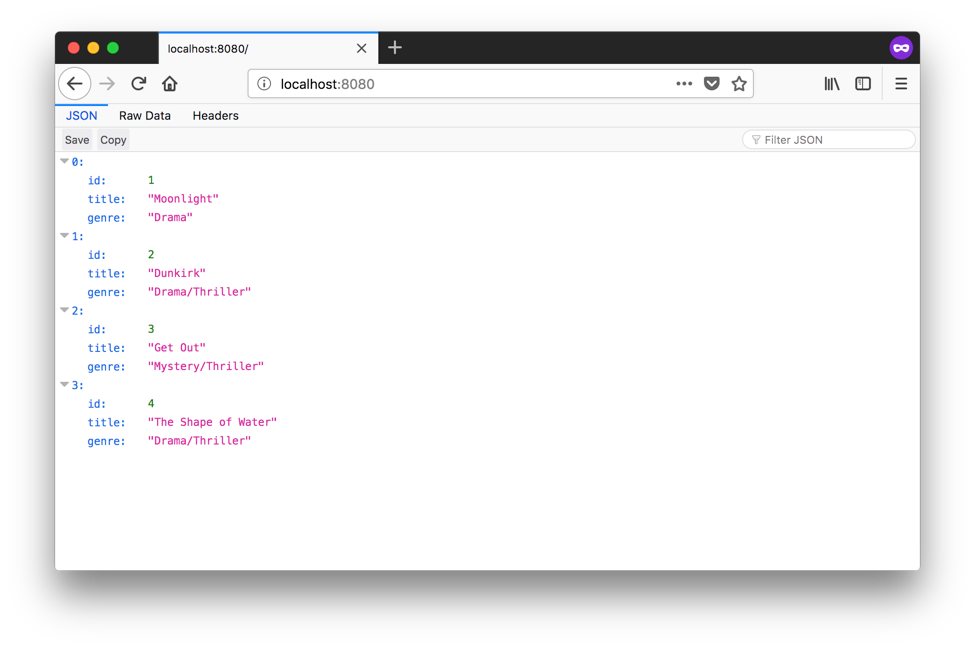 localhost:8080/
localhost:8080
JSON Raw Data Headers
Save Copy Filter JSON
0:
id: 1
title: "Moonlight"
genre: "Drama"
1:
id: 2
title: "Dunkirk"
genre: "Drama/Thriller"
2:
id: 3
title: "Get Out"
genre: "Mystery/Thriller"
3:
id: 4
title: "The Shape of Water"
genre: "Drama/Thriller"